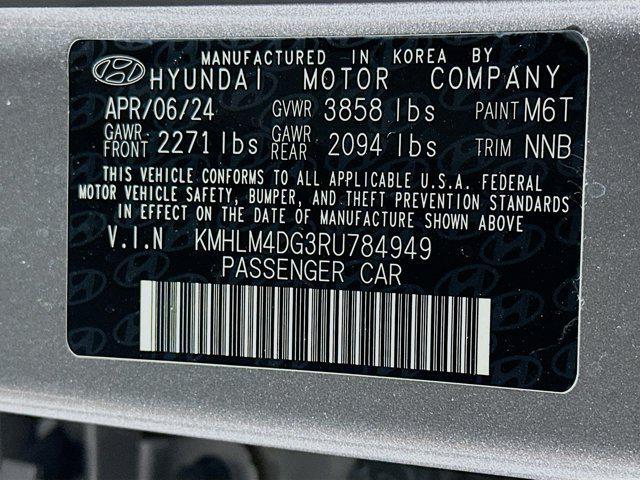 MANUFACTURED IN KOREA BY
HYUNDAI MOTOR COMPANY
APR/06/24 GVWR 3858 lbs PAINT M6T
GAWR FRONT 2271 lbs GAWR REAR 2094 lbs TRIM NNB
THIS VEHICLE CONFORMS TO ALL APPLICABLE U.S.A. FEDERAL
MOTOR VEHICLE SAFETY, BUMPER, AND THEFT PREVENTION STANDARDS
IN EFFECT ON THE DATE OF MANUFACTURE SHOWN ABOVE
V.I.N KMHLM4DG3RU784949
PASSENGER CAR